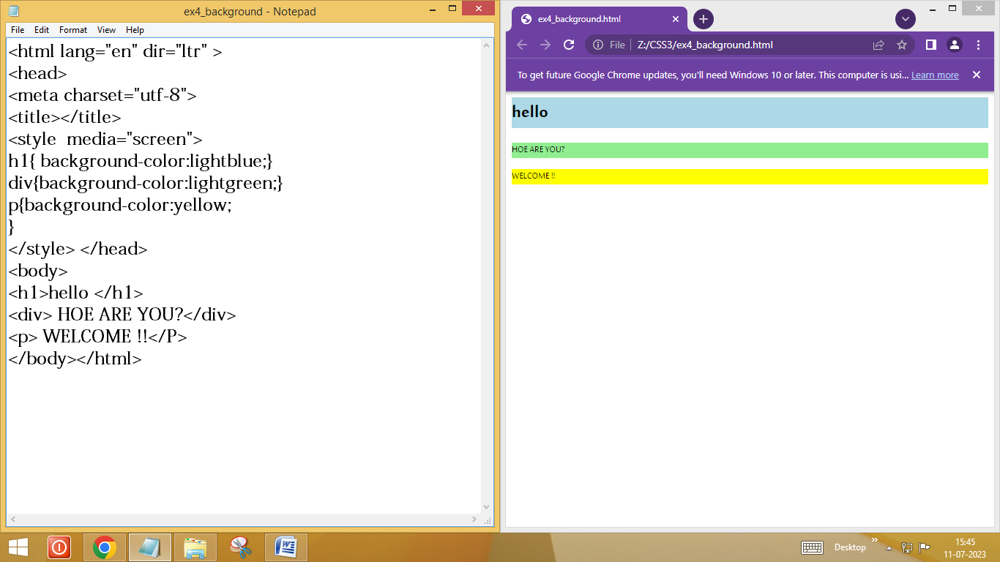 ex4_background - Notepad
File Edit Format View Help
<html lang="en" dir="ltr" >
<head>
<meta charset="utf-8">
<title></title>
<style  media="screen">
h1{ background-color:lightblue;}
div{background-color:lightgreen;}
p{background-color:yellow;
}
</style> </head>
<body>
<h1>hello </h1>
<div> HOE ARE YOU?</div>
<p> WELCOME !!</P>
</body></html>
ex4_background.html
File Z:/CSS3/ex4_background.html
To get future Google Chrome updates, you'll need Windows 10 or later. This computer is usi... Learn more
hello
HOE ARE YOU?
WELCOME !!
Desktop
15:45
11-07-2023